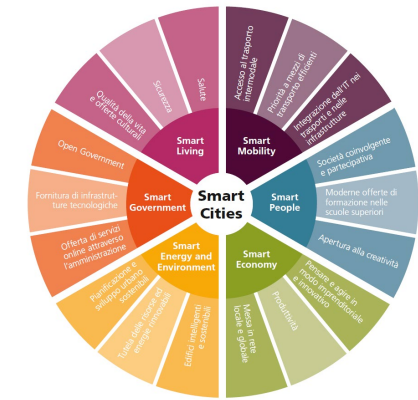 Smart
Cities
Smart
Mobility
Accesso al trasporto
intermodale
Priorità a mezzi di
trasporto efficienti
Integrazione dell'IT nei
trasporti e nelle
infrastrutture
Smart
People
Società coinvolgente
e partecipativa
Moderne offerte di
formazione nelle
scuole superiori
Apertura alla creatività
Smart
Economy
Pensare e agire in
modo imprenditoriale
e innovativo
Produttività
Messa in rete
locale e globale
Smart
Energy and
Environment
Edifici intelligenti
e sostenibili
Tutela delle risorse ed
energie rinnovabili
Pianificazione e
sviluppo urbano
sostenibili
Smart
Government
Offerta di servizi
online attraverso
l'amministrazione
Fornitura di infrastrut-
ture tecnologiche
Open Government
Smart
Living
Qualità della vita
e offerte culturali
Sicurezza
Salute